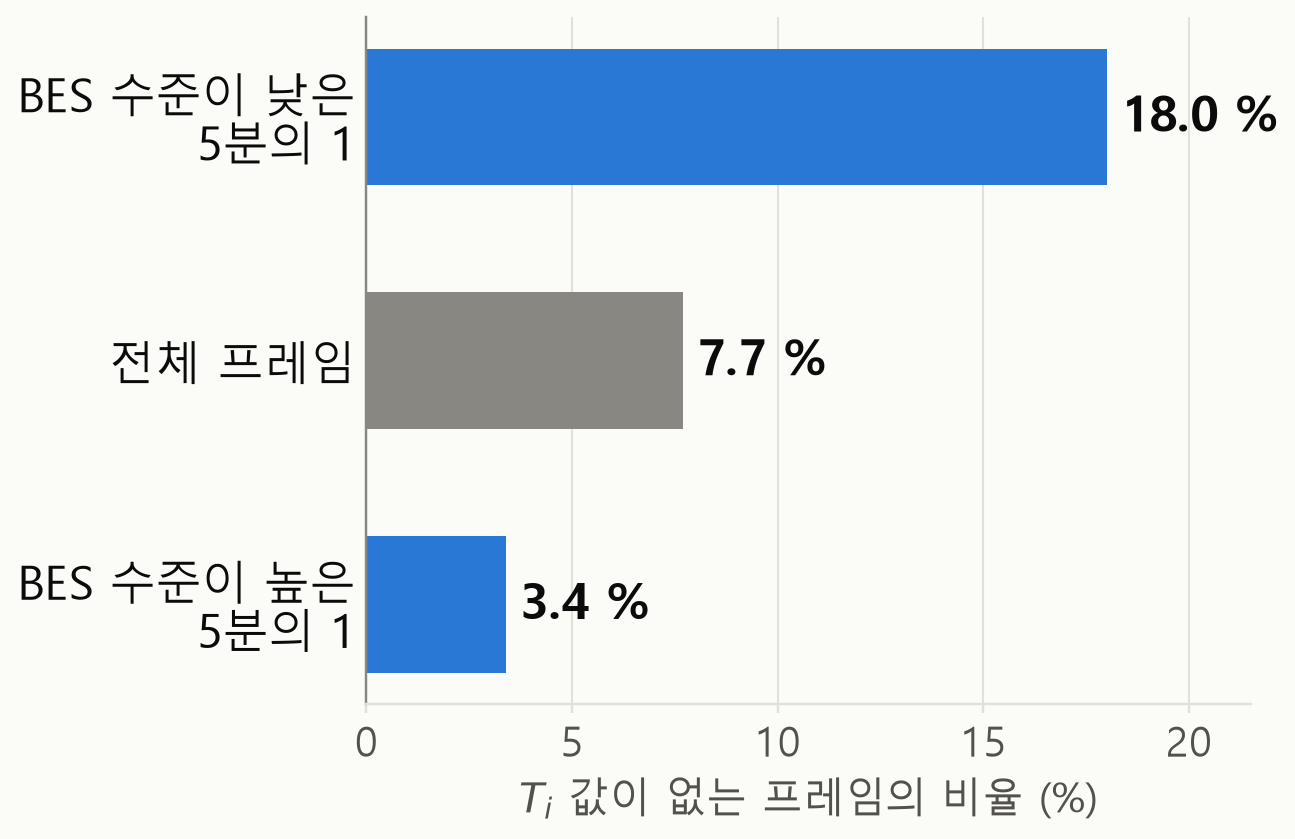 BES 수준이 낮은
5분의 1
18.0 %
전체 프레임
7.7 %
BES 수준이 높은
5분의 1
3.4 %
0 5 10 15 20
Ti 값이 없는 프레임의 비율 (%)